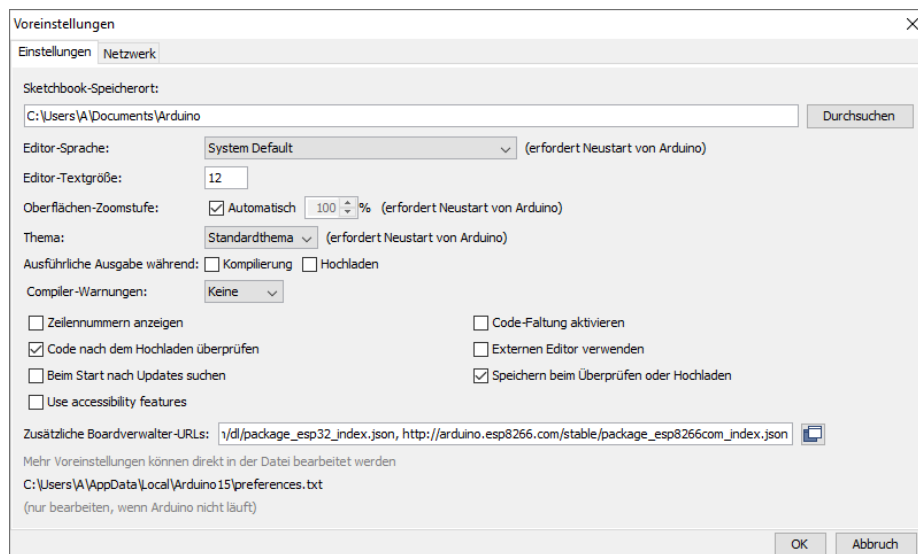 Voreinstellungen
Einstellungen Netzwerk
Sketchbook-Speicherort:
C:\Users\A\Documents\Arduino Durchsuchen
Editor-Sprache: System Default (erfordert Neustart von Arduino)
Editor-Textgröße: 12
Oberflächen-Zoomstufe: Automatisch 100 % (erfordert Neustart von Arduino)
Thema: Standardthema (erfordert Neustart von Arduino)
Ausführliche Ausgabe während: Kompilierung Hochladen
Compiler-Warnungen: Keine
Zeilennummern anzeigen Code-Faltung aktivieren
Code nach dem Hochladen überprüfen Externen Editor verwenden
Beim Start nach Updates suchen Speichern beim Überprüfen oder Hochladen
Use accessibility features
Zusätzliche Boardverwalter-URLs: /dl/package_esp32_index.json, http://arduino.esp8266.com/stable/package_esp8266com_index.json
Mehr Voreinstellungen können direkt in der Datei bearbeitet werden
C:\Users\A\AppData\Local\Arduino15\preferences.txt
(nur bearbeiten, wenn Arduino nicht läuft)
OK Abbruch